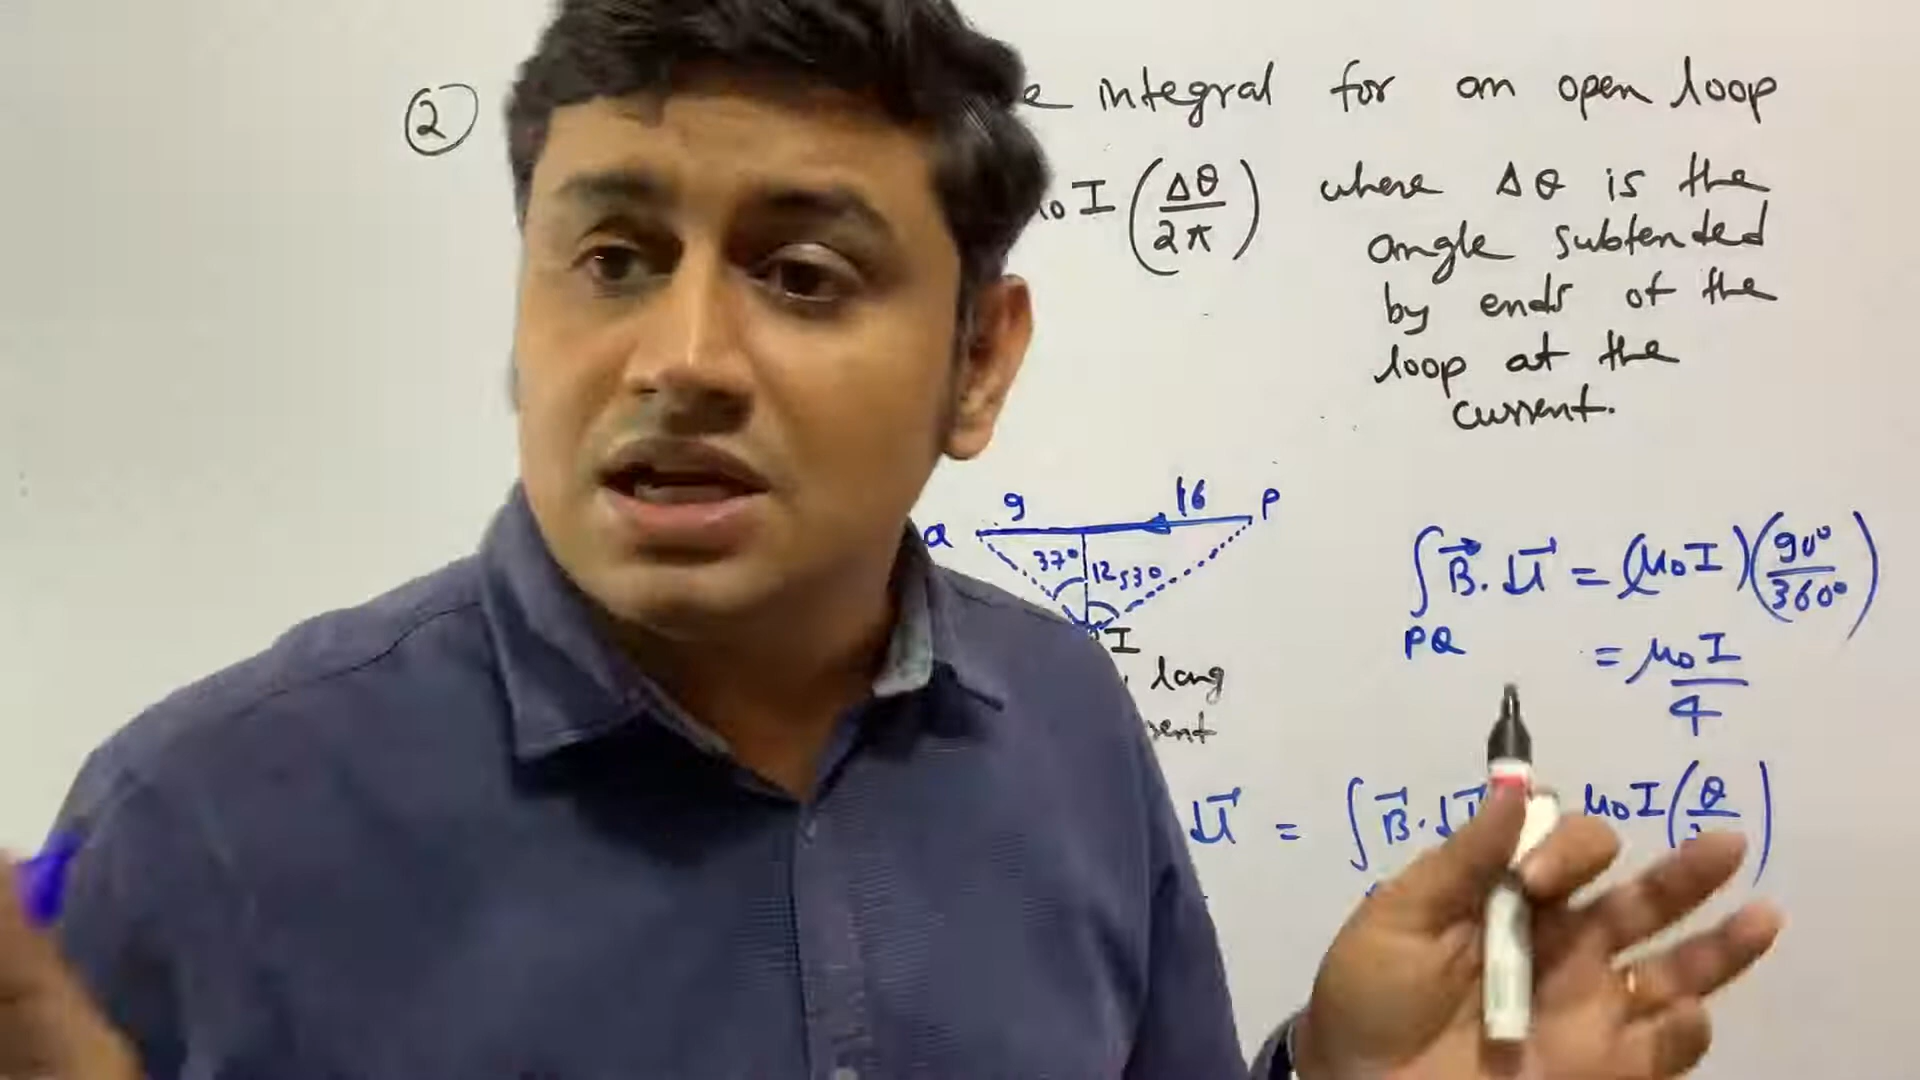 ②
integral for an open loop
I (Δθ/2π) where Δθ is the
angle subtended
by ends of the
loop at the
current.
9 16 P
Q
37° 12 53°
I
long
∫ B⃗. dl⃗ = (μ₀I)(90°/360°)
PQ
= μ₀I/4
dl⃗ = ∫ B⃗. dl⃗ μ₀I(θ/